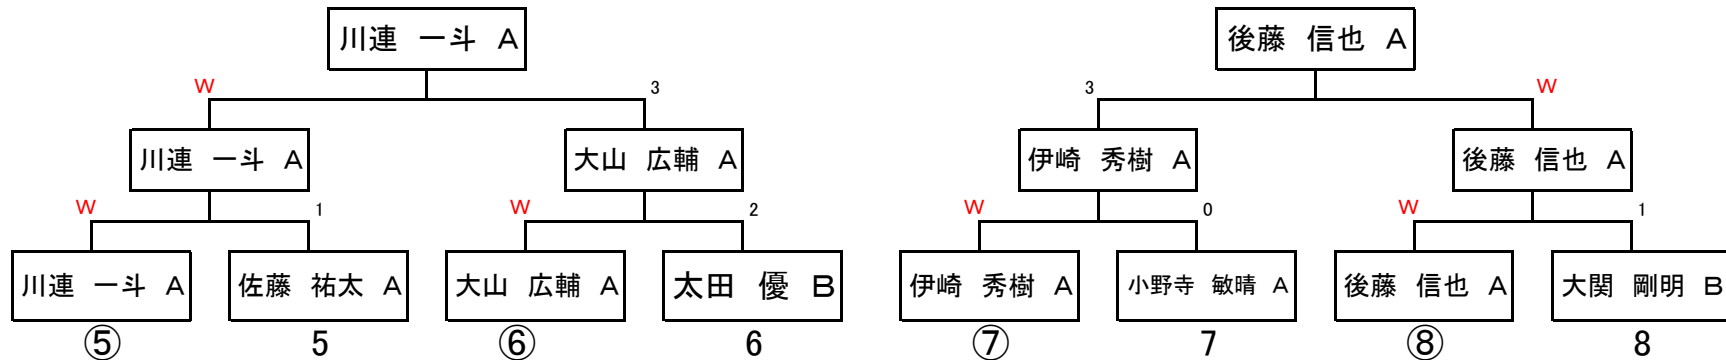 川連 一斗 A
後藤 信也 A
W
3
3
W
川連 一斗 A
大山 広輔 A
伊崎 秀樹 A
後藤 信也 A
W
1
W
2
W
0
W
1
川連 一斗 A
佐藤 祐太 A
大山 広輔 A
太田 優 B
伊崎 秀樹 A
小野寺 敏晴 A
後藤 信也 A
大関 剛明 B
⑤
5
⑥
6
⑦
7
⑧
8